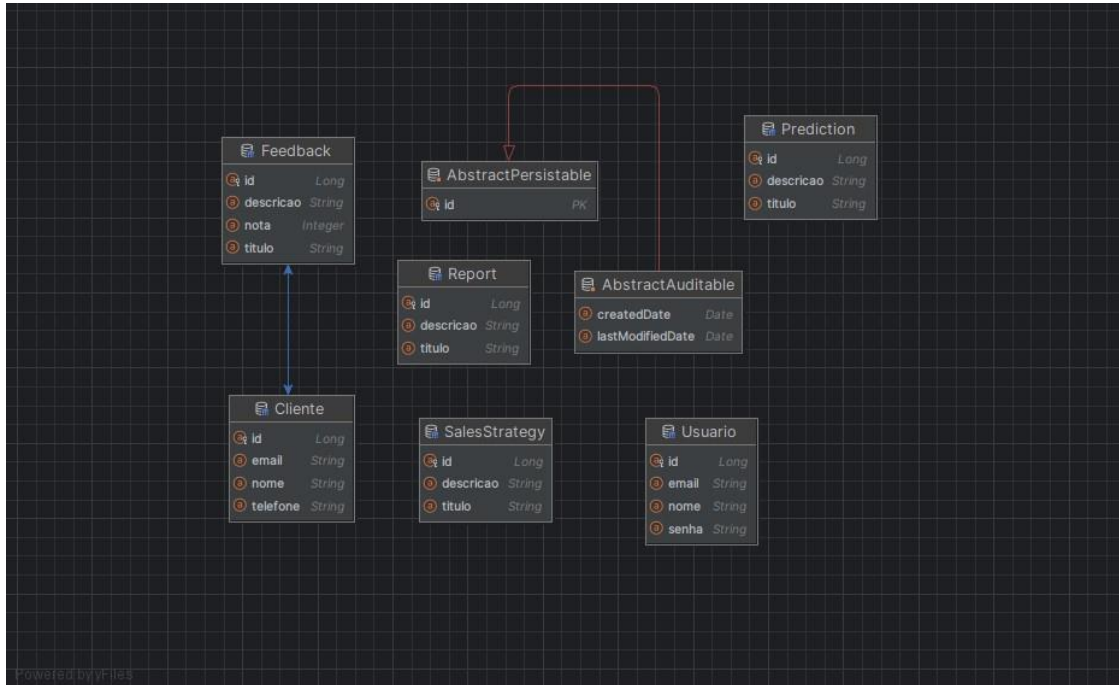 Feedback
id Long
descricao String
nota Integer
titulo String
AbstractPersistable
id PK
Prediction
id Long
descricao String
titulo String
Report
id Long
descricao String
titulo String
AbstractAuditable
createdDate Date
lastModifiedDate Date
Cliente
id Long
email String
nome String
telefone String
SalesStrategy
id Long
descricao String
titulo String
Usuario
id Long
email String
nome String
senha String
Powered by yFiles